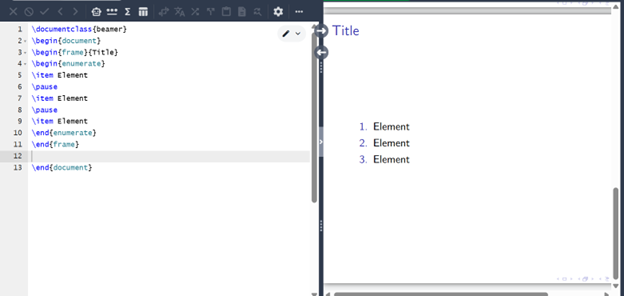 1 \documentclass{beamer}
2 \begin{document}
3 \begin{frame}{Title}
4 \begin{enumerate}
5 \item Element
6 \pause
7 \item Element
8 \pause
9 \item Element
10 \end{enumerate}
11 \end{frame}
12
13 \end{document}
Title
1. Element
2. Element
3. Element